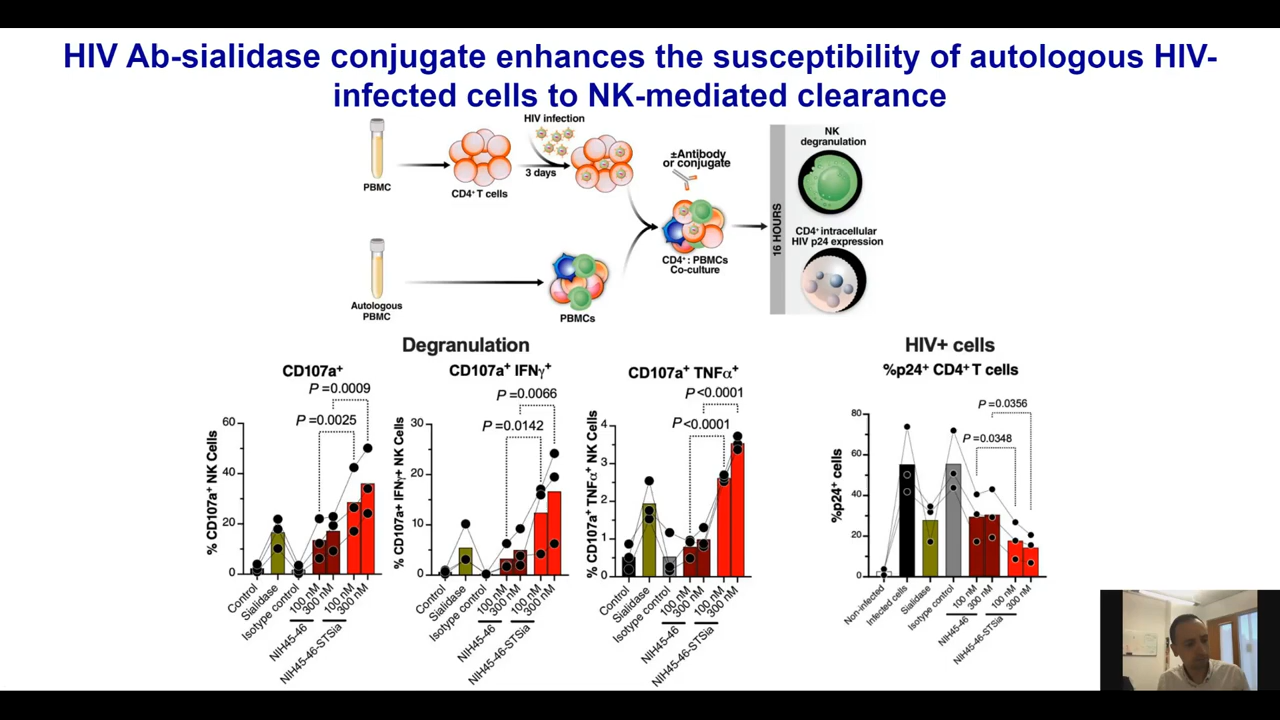 HIV Ab-sialidase conjugate enhances the susceptibility of autologous HIV-
infected cells to NK-mediated clearance
HIV infection
3 days
PBMC
CD4⁺ T cells
±Antibody
or conjugate
NK
degranulation
16 HOURS
CD4⁺ intracellular
HIV p24 expression
CD4⁺ : PBMCs
Co-culture
Autologous
PBMC
PBMCs
Degranulation
HIV+ cells
CD107a⁺
P =0.0009
P =0.0025
% CD107a⁺ NK Cells
60
40
20
0
Control
Sialidase
Isotype control
100 nM
300 nM
100 nM
300 nM
NIH45-46
NIH45-46-STSia
CD107a⁺ IFNγ⁺
P =0.0066
P =0.0142
% CD107a+ IFγ+ NK Cells
30
20
10
0
Control
Sialidase
Isotype control
100 nM
300 nM
100 nM
300 nM
NIH45-46
NIH45-46-STSia
CD107a⁺ TNFα⁺
P <0.0001
P <0.0001
% CD107a⁺ TNFα⁺ NK Cells
4
3
2
1
0
Control
Sialidase
Isotype control
100 nM
300 nM
100 nM
300 nM
NIH45-46
NIH45-46-STSia
%p24⁺ CD4⁺ T cells
P =0.0356
P =0.0348
%p24⁺ cells
80
60
40
20
0
Non-infected
Infected cells
Sialidase
Isotype control
100 nM
300 nM
100 nM
300 nM
NIH45-46
NIH45-46-STSia